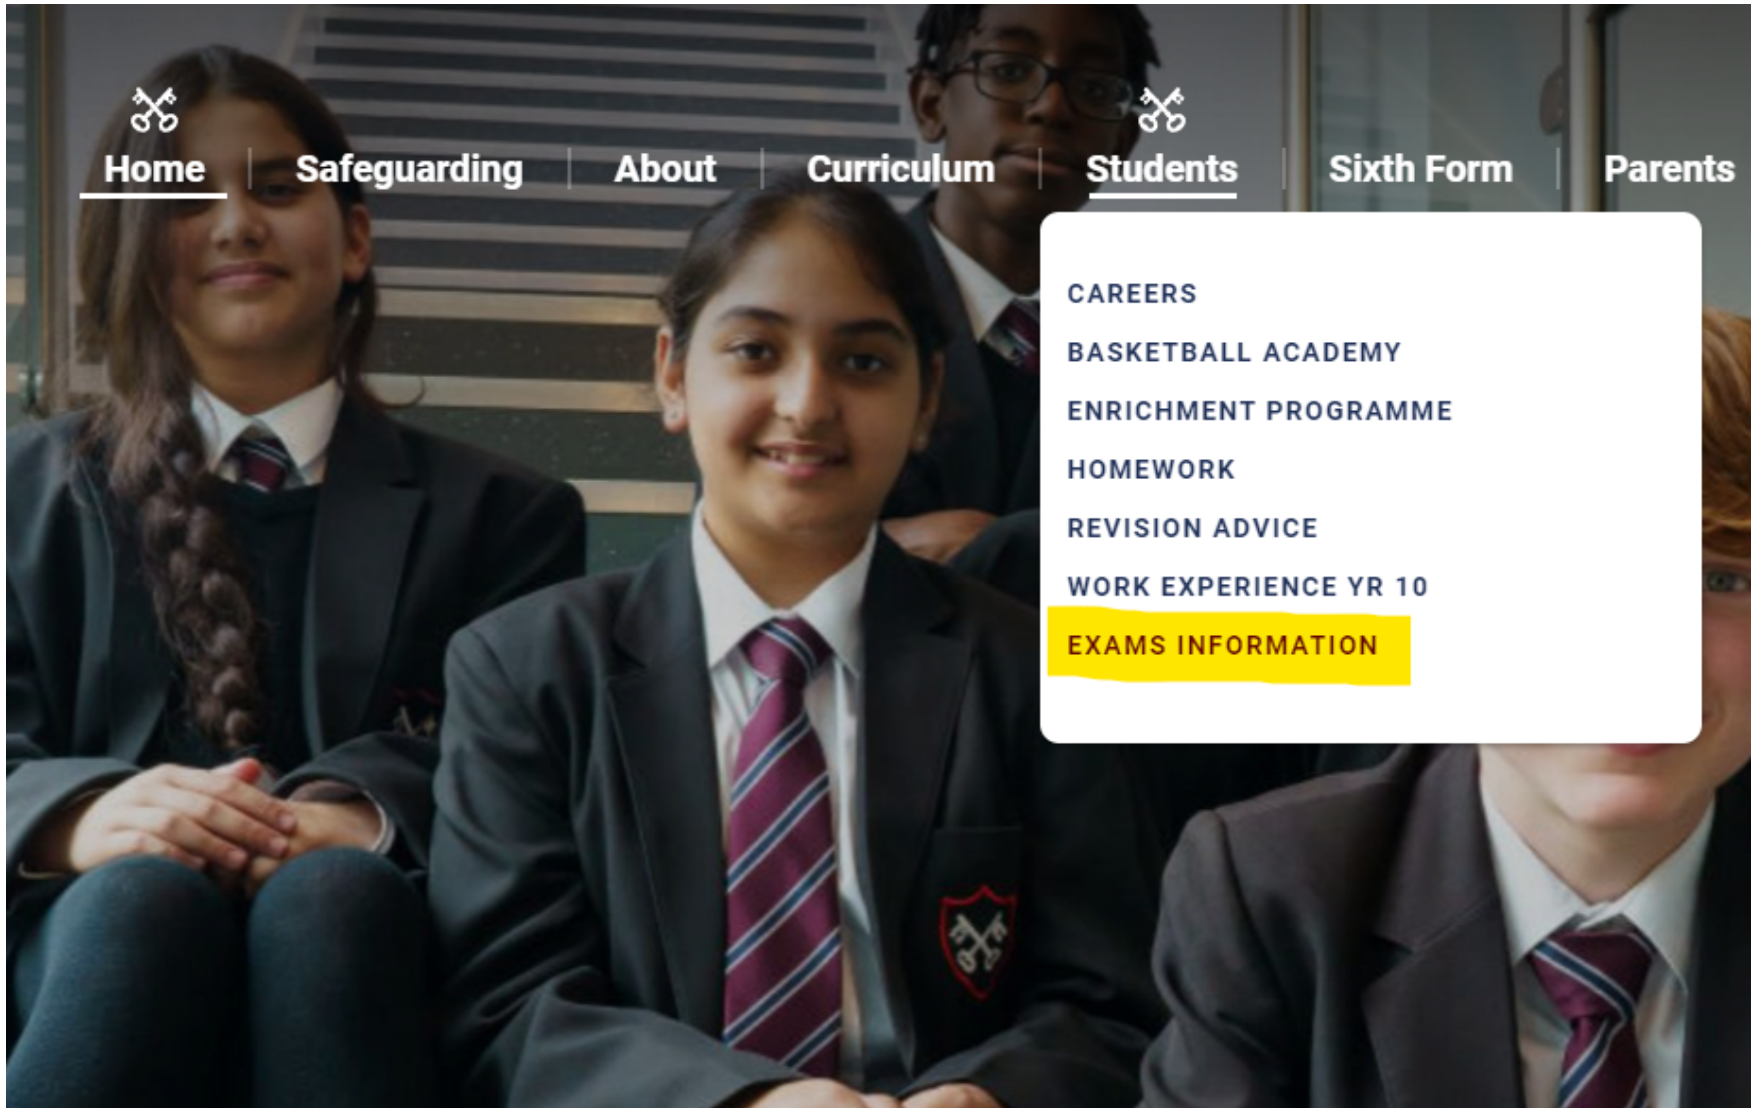 Home Safeguarding About Curriculum Students Sixth Form Parents
CAREERS
BASKETBALL ACADEMY
ENRICHMENT PROGRAMME
HOMEWORK
REVISION ADVICE
WORK EXPERIENCE YR 10
EXAMS INFORMATION